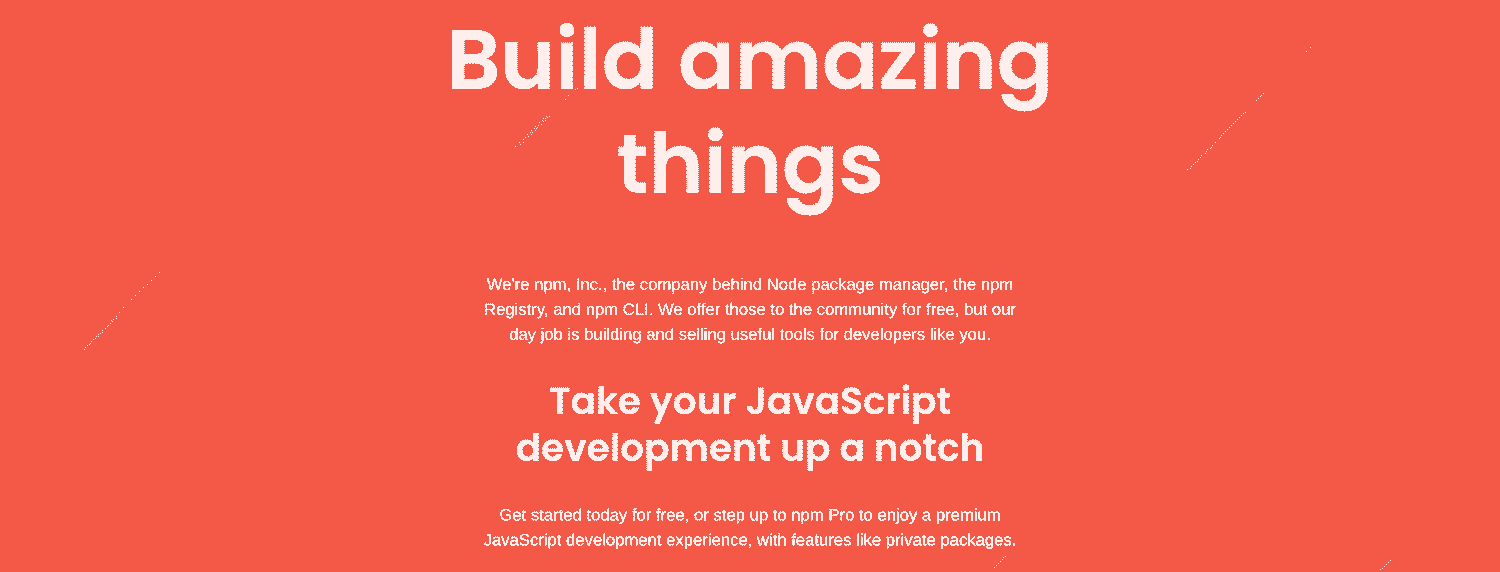 Build amazing
things
We're npm, Inc., the company behind Node package manager, the npm
Registry, and npm CLI. We offer those to the community for free, but our
day job is building and selling useful tools for developers like you.
Take your JavaScript
development up a notch
Get started today for free, or step up to npm Pro to enjoy a premium
JavaScript development experience, with features like private packages.